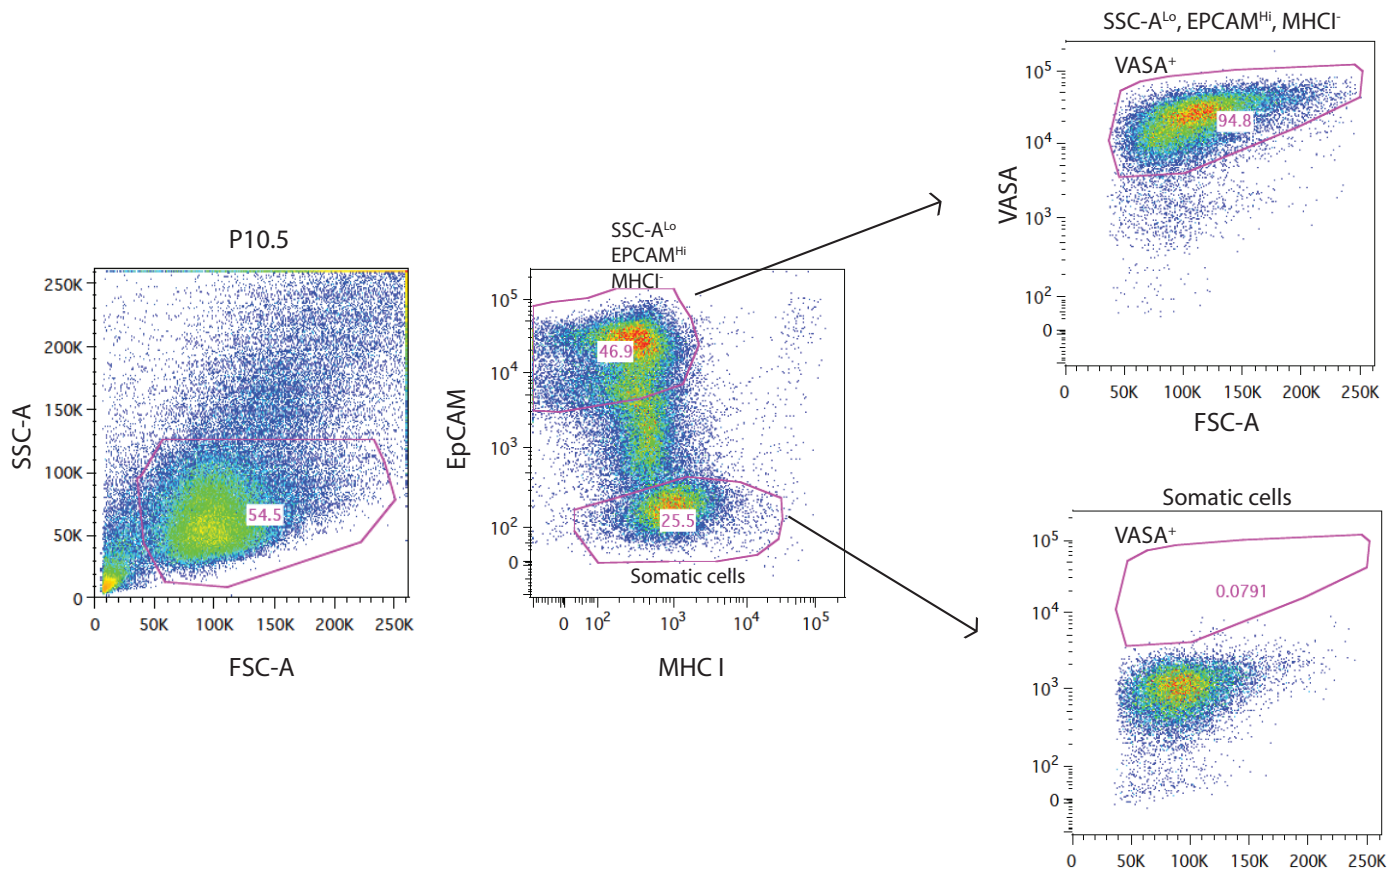 P10.5
SSC-A
250K
200K
150K
100K
50K
0
54.5
0 50K 100K 150K 200K 250K
FSC-A
SSC-A^Lo
EPCAM^Hi
MHCI^-
EpCAM
10^5
10^4
10^3
10^2
0
46.9
25.5
Somatic cells
0 10^2 10^3 10^4 10^5
MHC I
SSC-A^Lo, EPCAM^Hi, MHCI^-
VASA^+
VASA
10^5
10^4
10^3
10^2
0
94.8
0 50K 100K 150K 200K 250K
FSC-A
Somatic cells
VASA^+
10^5
10^4
10^3
10^2
0
0.0791
0 50K 100K 150K 200K 250K